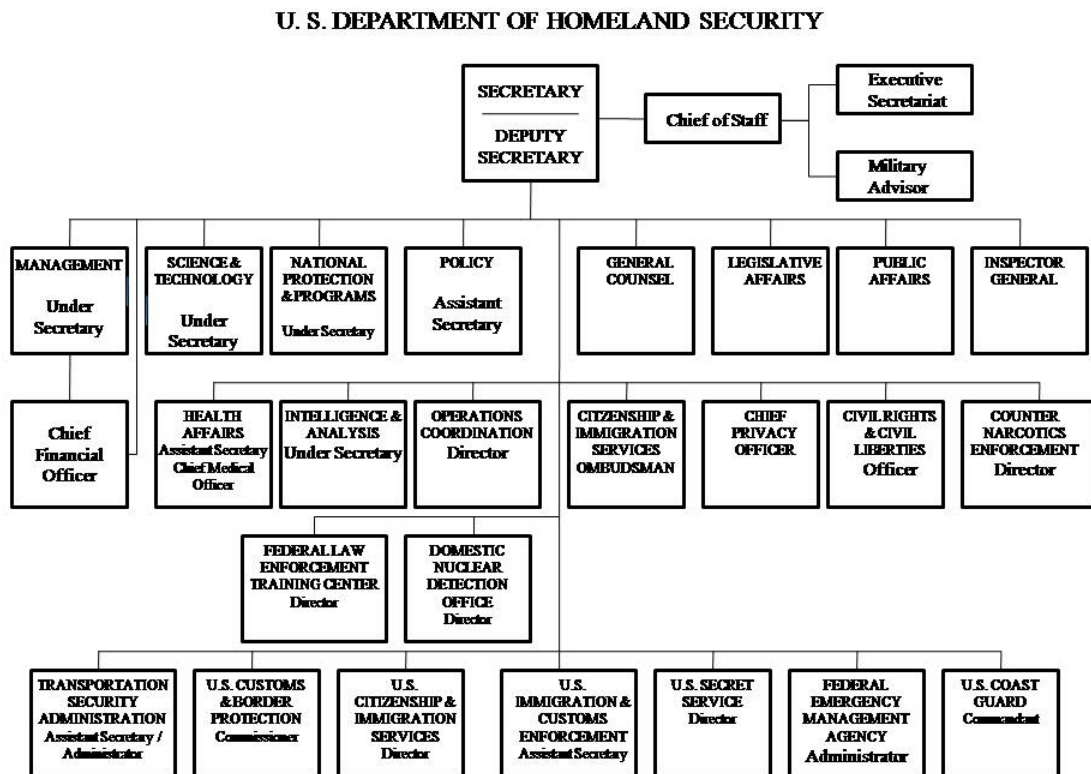 U. S. DEPARTMENT OF HOMELAND SECURITY
SECRETARY
DEPUTY
SECRETARY
Chief of Staff
Executive
Secretariat
Military
Advisor
MANAGEMENT
Under
Secretary
SCIENCE &
TECHNOLOGY
Under
Secretary
NATIONAL
PROTECTION
& PROGRAMS
Under Secretary
POLICY
Assistant
Secretary
GENERAL
COUNSEL
LEGISLATIVE
AFFAIRS
PUBLIC
AFFAIRS
INSPECTOR
GENERAL
Chief
Financial
Officer
HEALTH
AFFAIRS
Assistant Secretary
Chief Medical
Officer
INTELLIGENCE &
ANALYSIS
Under Secretary
OPERATIONS
COORDINATION
Director
CITZENSHIP &
IMMIGRATION
SERVICES
OMBUDSMAN
CHIEF
PRIVACY
OFFICER
CIVIL RIGHTS
& CIVIL
LIBERTIES
Officer
COUNTER
NARCOTICS
ENFORCEMENT
Director
FEDERAL LAW
ENFORCEMENT
TRAINING CENTER
Director
DOMESTIC
NUCLEAR
DETECTION
OFFICE
Director
TRANSPORTATION
SECURITY
ADMINISTRATION
Assistant Secretary /
Administrator
U.S. CUSTOMS
& BORDER
PROTECTION
Commissioner
U.S.
CITIZENSHIP &
IMMIGRATION
SERVICES
Director
U.S.
IMMIGRATION &
CUSTOMS
ENFORCEMENT
Assistant Secretary
U.S. SECRET
SERVICE
Director
FEDERAL
EMERGENCY
MANAGEMENT
AGENCY
Administrator
U.S. COAST
GUARD
Commandant